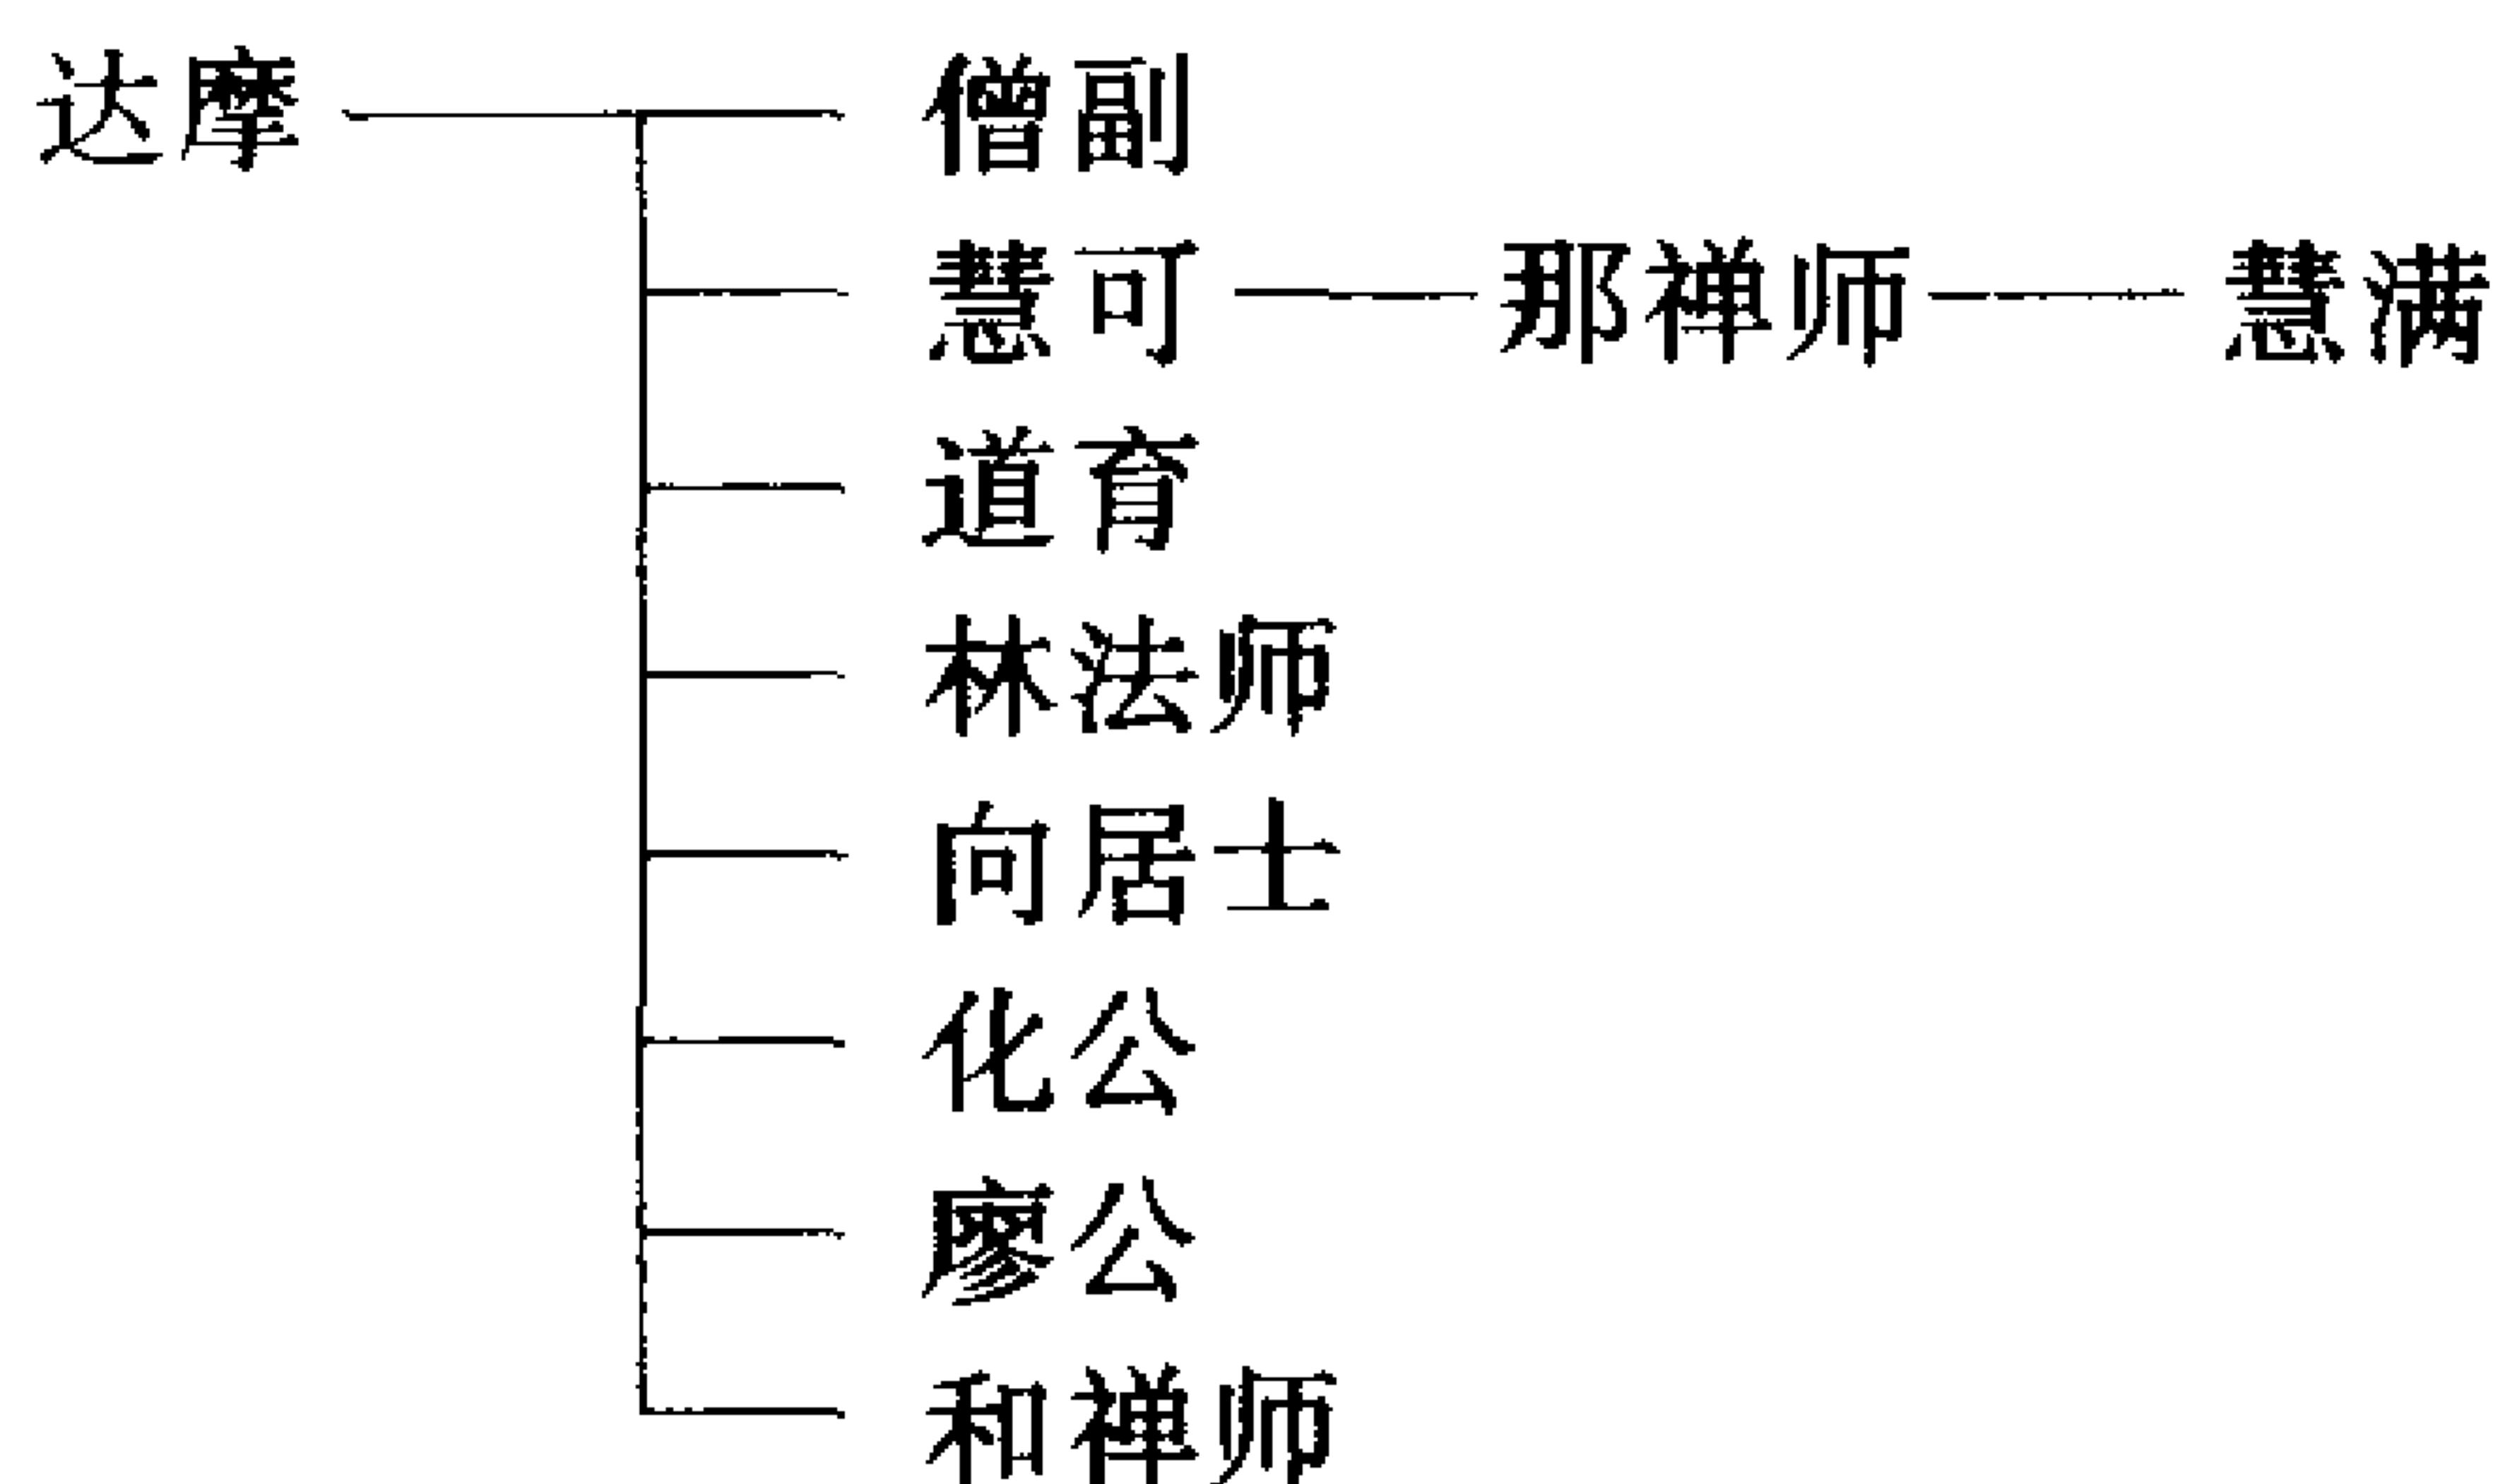 达摩 僧副
慧可 那禅师 慧满
道育
林法师
向居士
化公
廖公
和禅师